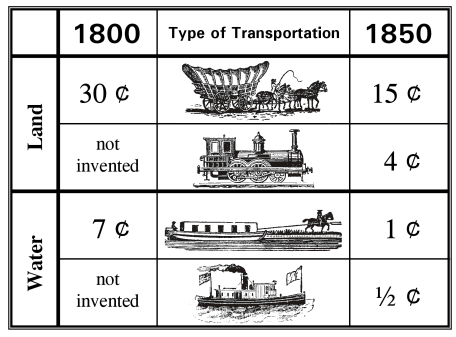 1800 Type of Transportation 1850
Land
30 ¢ 15 ¢
not
invented
4 ¢
Water
7 ¢ 1 ¢
not
invented
½ ¢